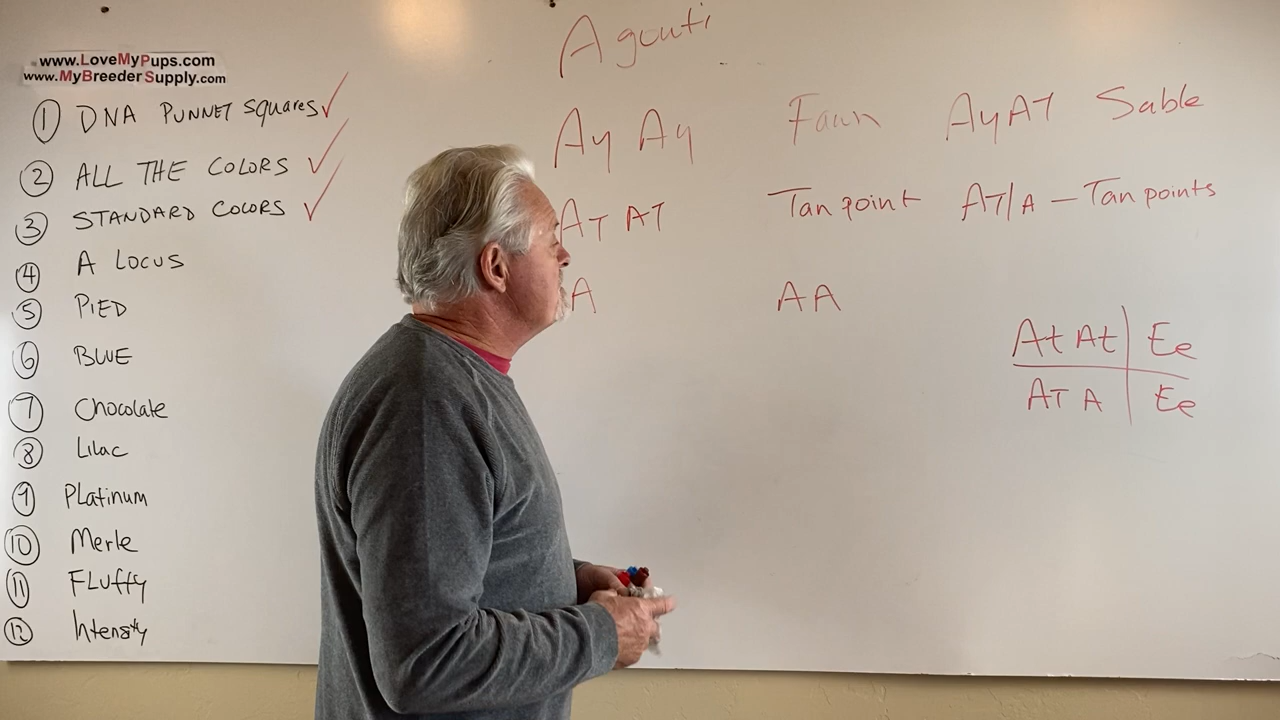 www.LoveMyPups.com
www.MyBreederSupply.com
① DNA PUNNET SQuares ✓
② ALL THE COLORS ✓
③ STANDARD COLORS ✓
④ A LOCUS
⑤ PiED
⑥ BLUE
⑦ Chocolate
⑧ Lilac
⑨ Platinum
⑩ Merle
⑪ FLuffy
⑫ Intensity
Agouti
Ay Ay Fawn AyAT Sable
AT AT Tan point AT/A – Tan points
A AA
At At Ee
AT A Ee